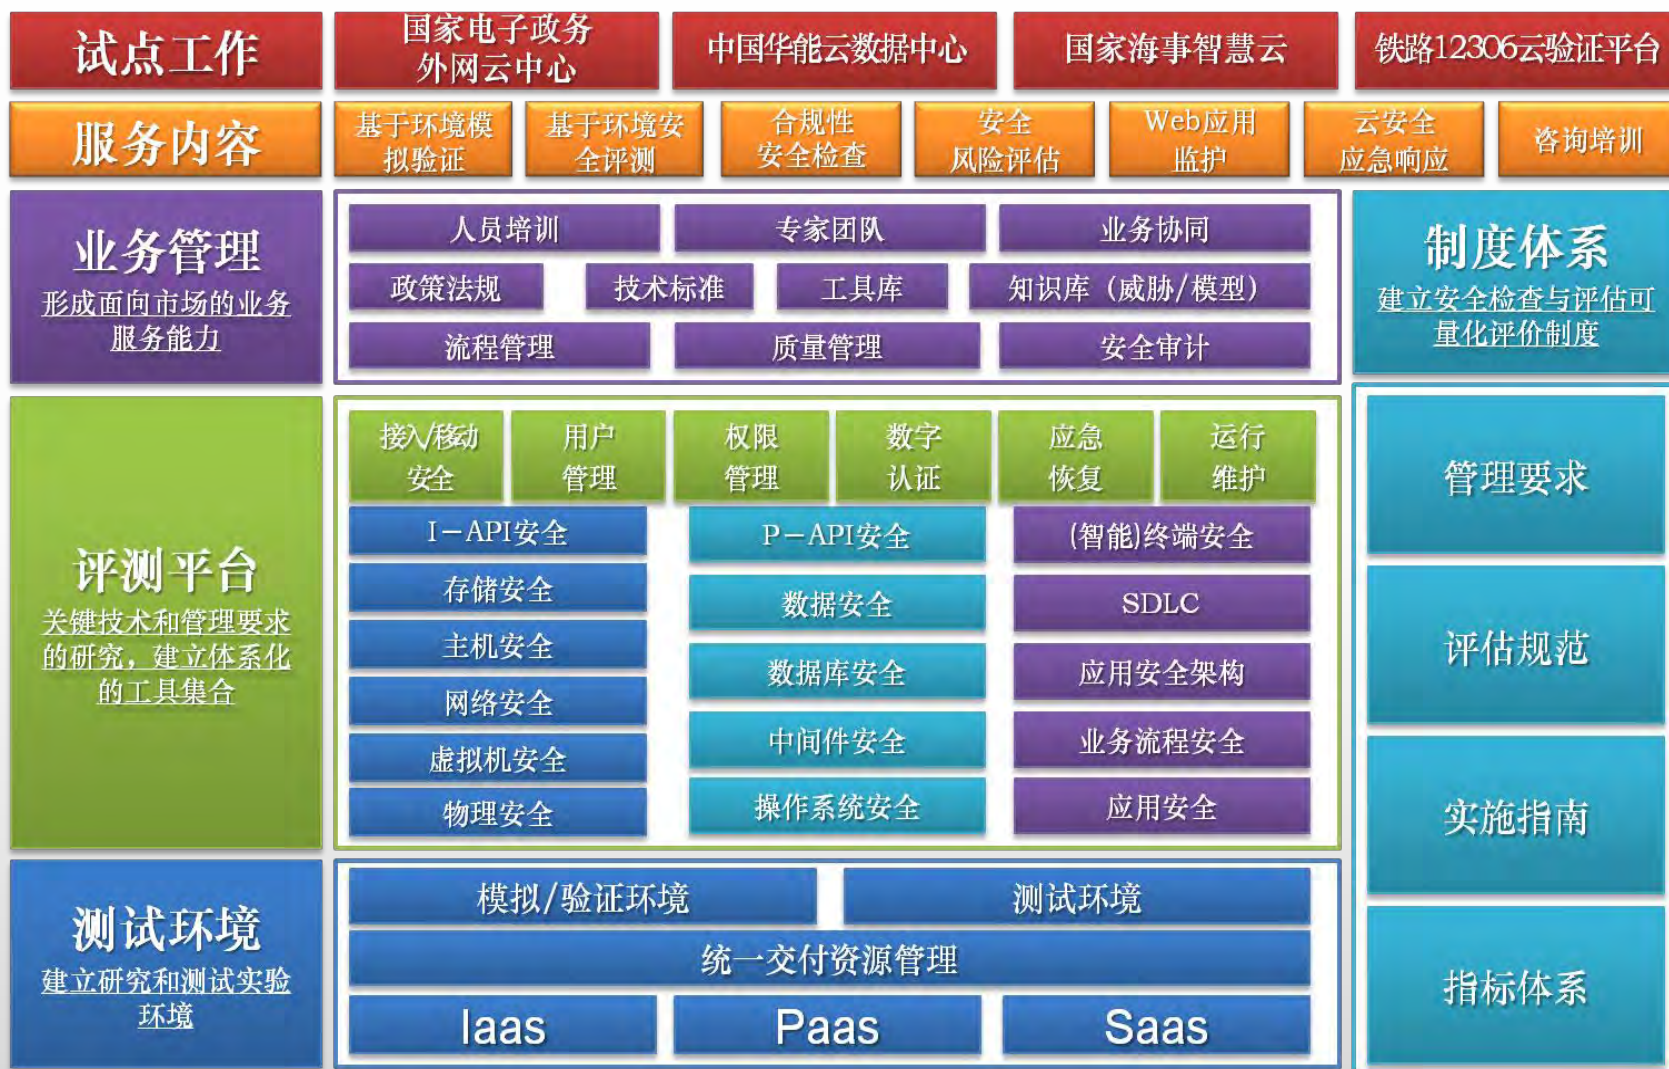 试点工作
国家电子政务
外网云中心
中国华能云数据中心
国家海事智慧云
铁路12306云验证平台
服务内容
基于环境模
拟验证
基于环境安
全评测
合规性
安全检查
安全
风险评估
Web应用
监护
云安全
应急响应
咨询培训
业务管理
形成面向市场的业务
服务能力
人员培训
专家团队
业务协同
政策法规
技术标准
工具库
知识库（威胁/模型）
流程管理
质量管理
安全审计
制度体系
建立安全检查与评估可
量化评价制度
管理要求
评估规范
实施指南
指标体系
评测平台
关键技术和管理要求
的研究，建立体系化
的工具集合
接入/移动
安全
用户
管理
权限
管理
数字
认证
应急
恢复
运行
维护
I－API安全
存储安全
主机安全
网络安全
虚拟机安全
物理安全
P－API安全
数据安全
数据库安全
中间件安全
操作系统安全
(智能)终端安全
SDLC
应用安全架构
业务流程安全
应用安全
测试环境
建立研究和测试实验
环境
模拟/验证环境
测试环境
统一交付资源管理
Iaas
Paas
Saas